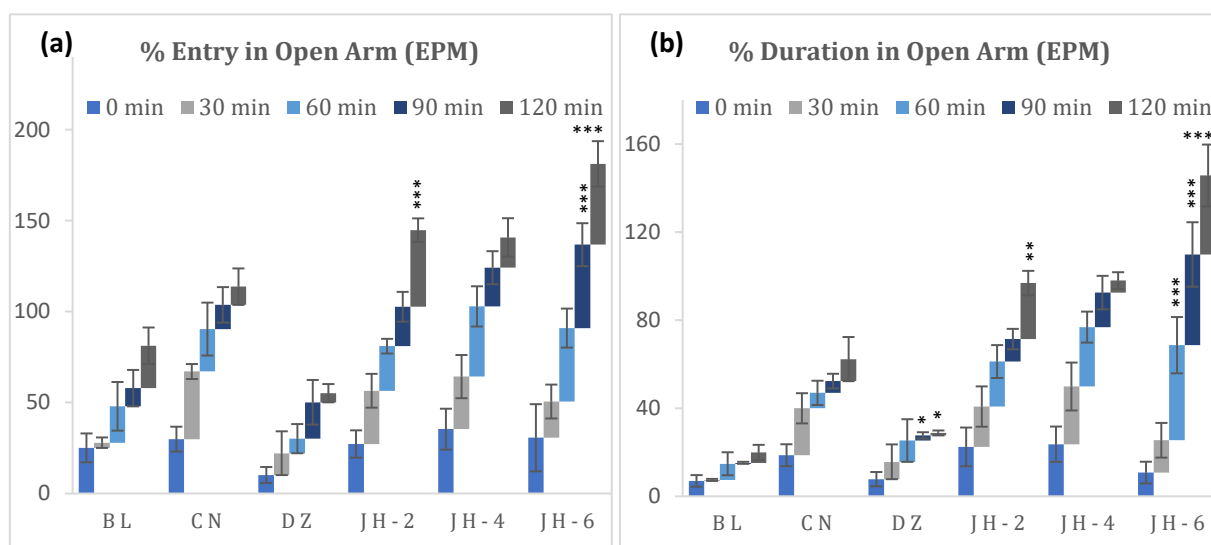 (a)
% Entry in Open Arm (EPM)
0 min 30 min 60 min 90 min 120 min
200
150
100
50
0
***
***
***
BL CN DZ JH-2 JH-4 JH-6
(b)
% Duration in Open Arm (EPM)
0 min 30 min 60 min 90 min 120 min
160
120
80
40
0
*
*
**
***
***
***
BL CN DZ JH-2 JH-4 JH-6